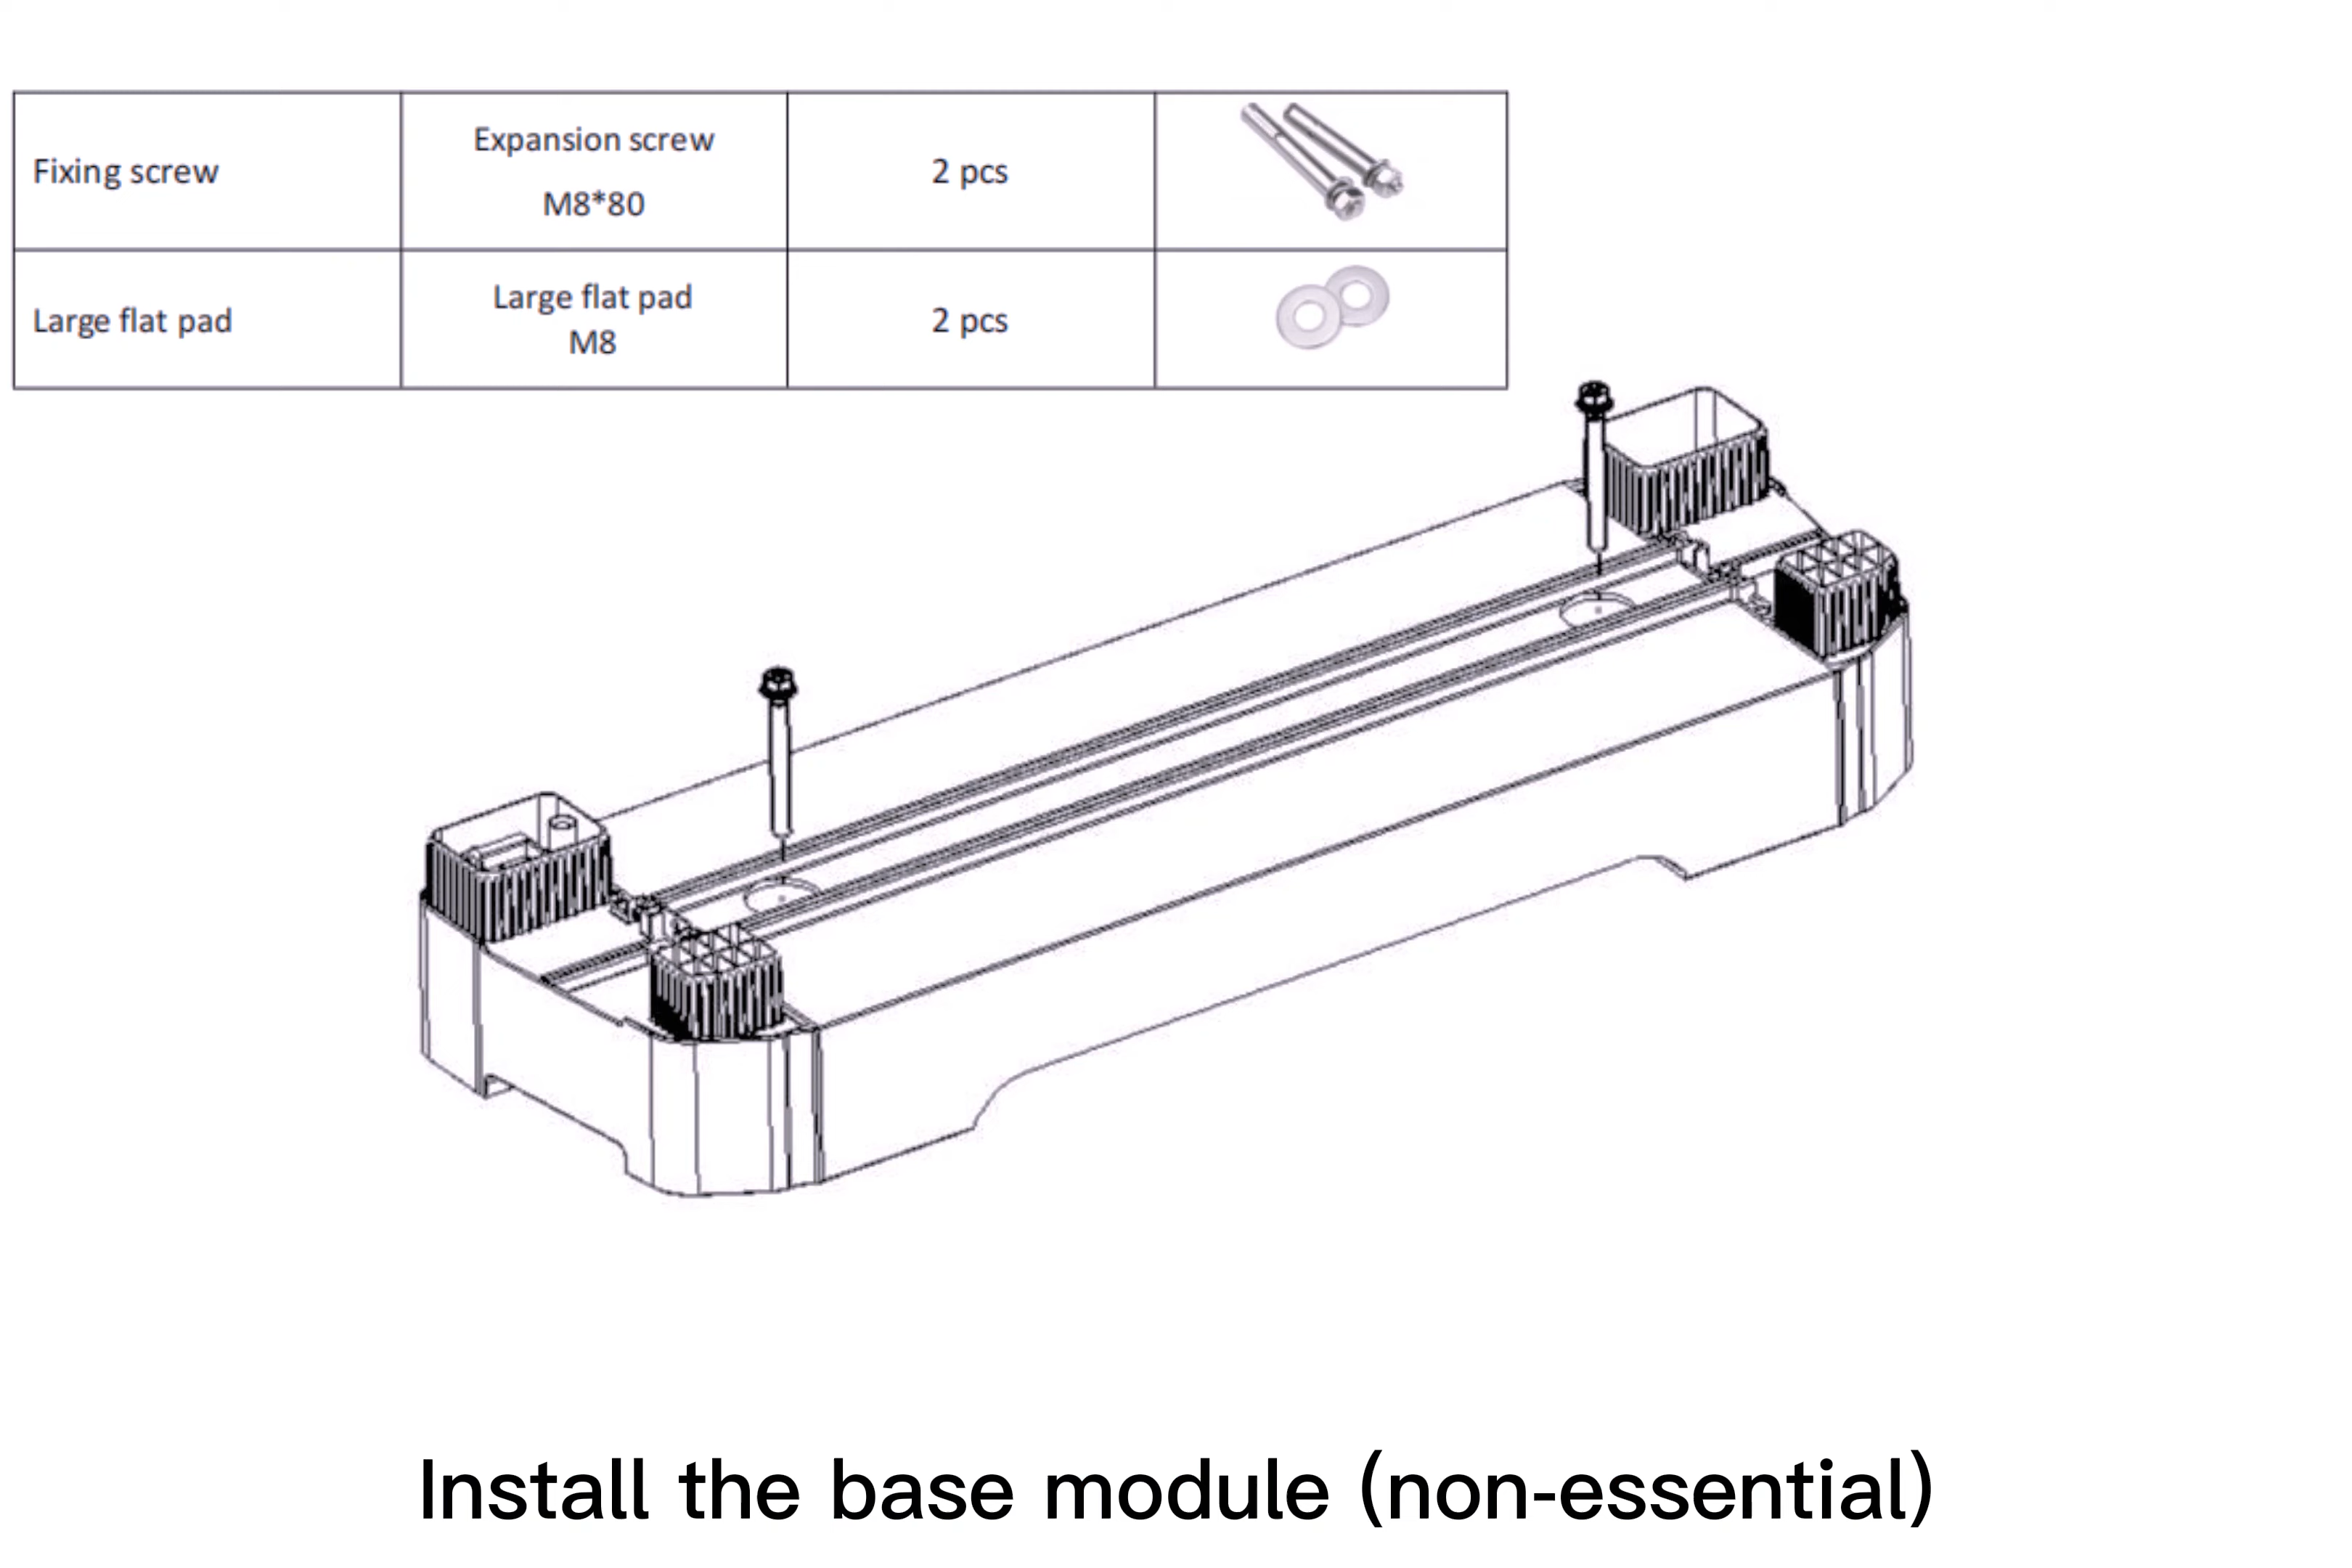 Fixing screw
Expansion screw
M8*80
2 pcs
Large flat pad
Large flat pad
M8
2 pcs
Install the base module (non-essential)